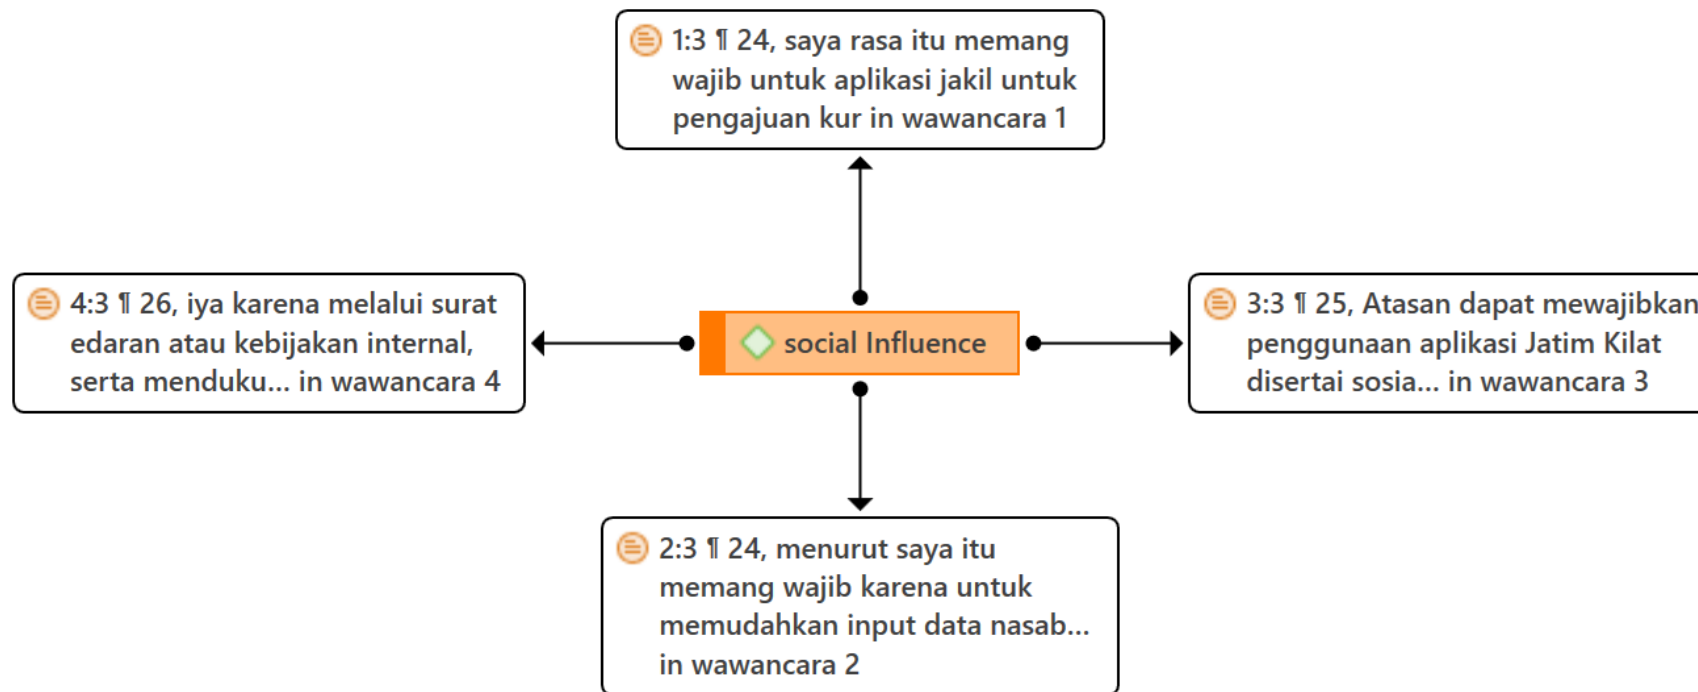 1:3 ¶ 24, saya rasa itu memang
wajib untuk aplikasi jakil untuk
pengajuan kur in wawancara 1
4:3 ¶ 26, iya karena melalui surat
edaran atau kebijakan internal,
serta menduku... in wawancara 4
social Influence
3:3 ¶ 25, Atasan dapat mewajibkan
penggunaan aplikasi Jatim Kilat
disertai sosia... in wawancara 3
2:3 ¶ 24, menurut saya itu
memang wajib karena untuk
memudahkan input data nasab...
in wawancara 2